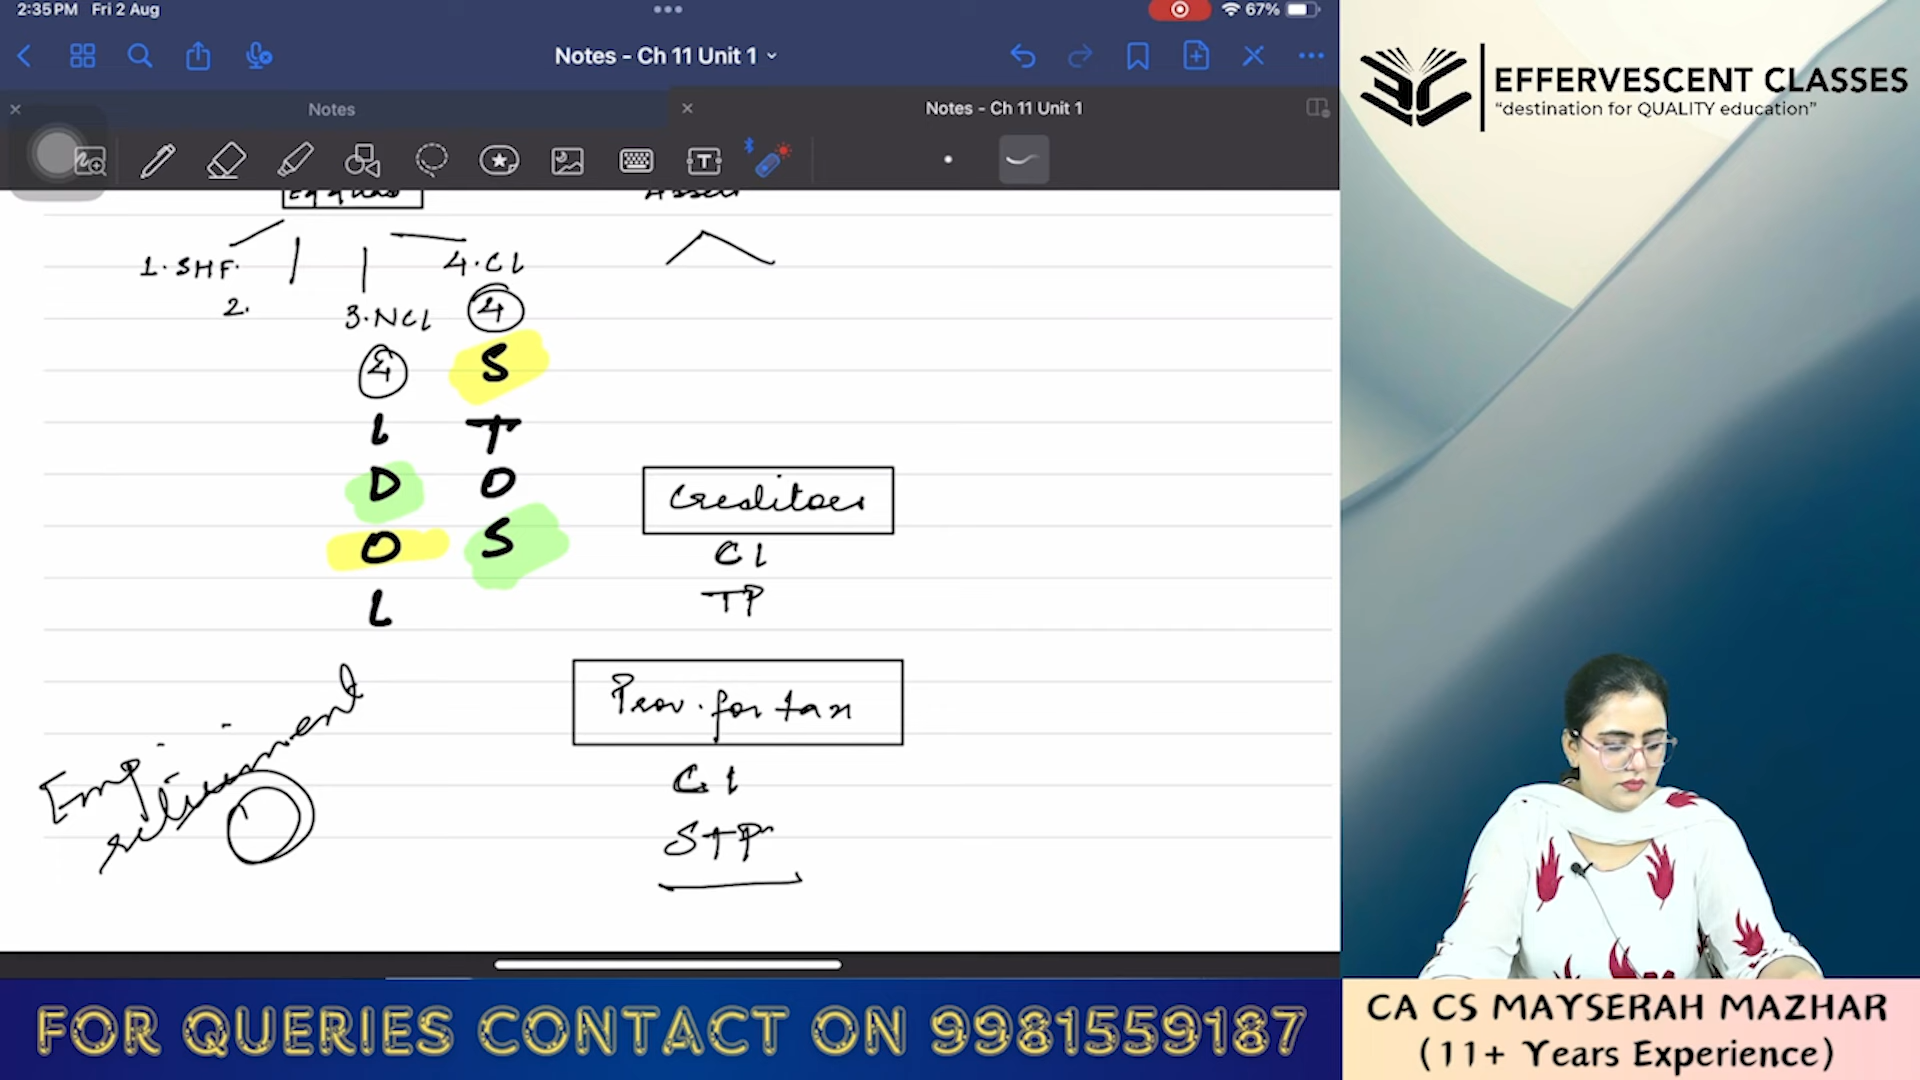 2:35 PM Fri 2 Aug
67%
Notes - Ch 11 Unit 1
Notes
Notes - Ch 11 Unit 1
T
EFFERVESCENT CLASSES
"destination for QUALITY education"
1. SHF.
2.
3. NCL
4. CL
4
4
L
D
O
L
S
T
O
S
Creditors
CL
TP
Prov. for tax
CL
STP
Emp
retirement
FOR QUERIES CONTACT ON 9981559187
CA CS MAYSERAH MAZHAR
(11+ Years Experience)